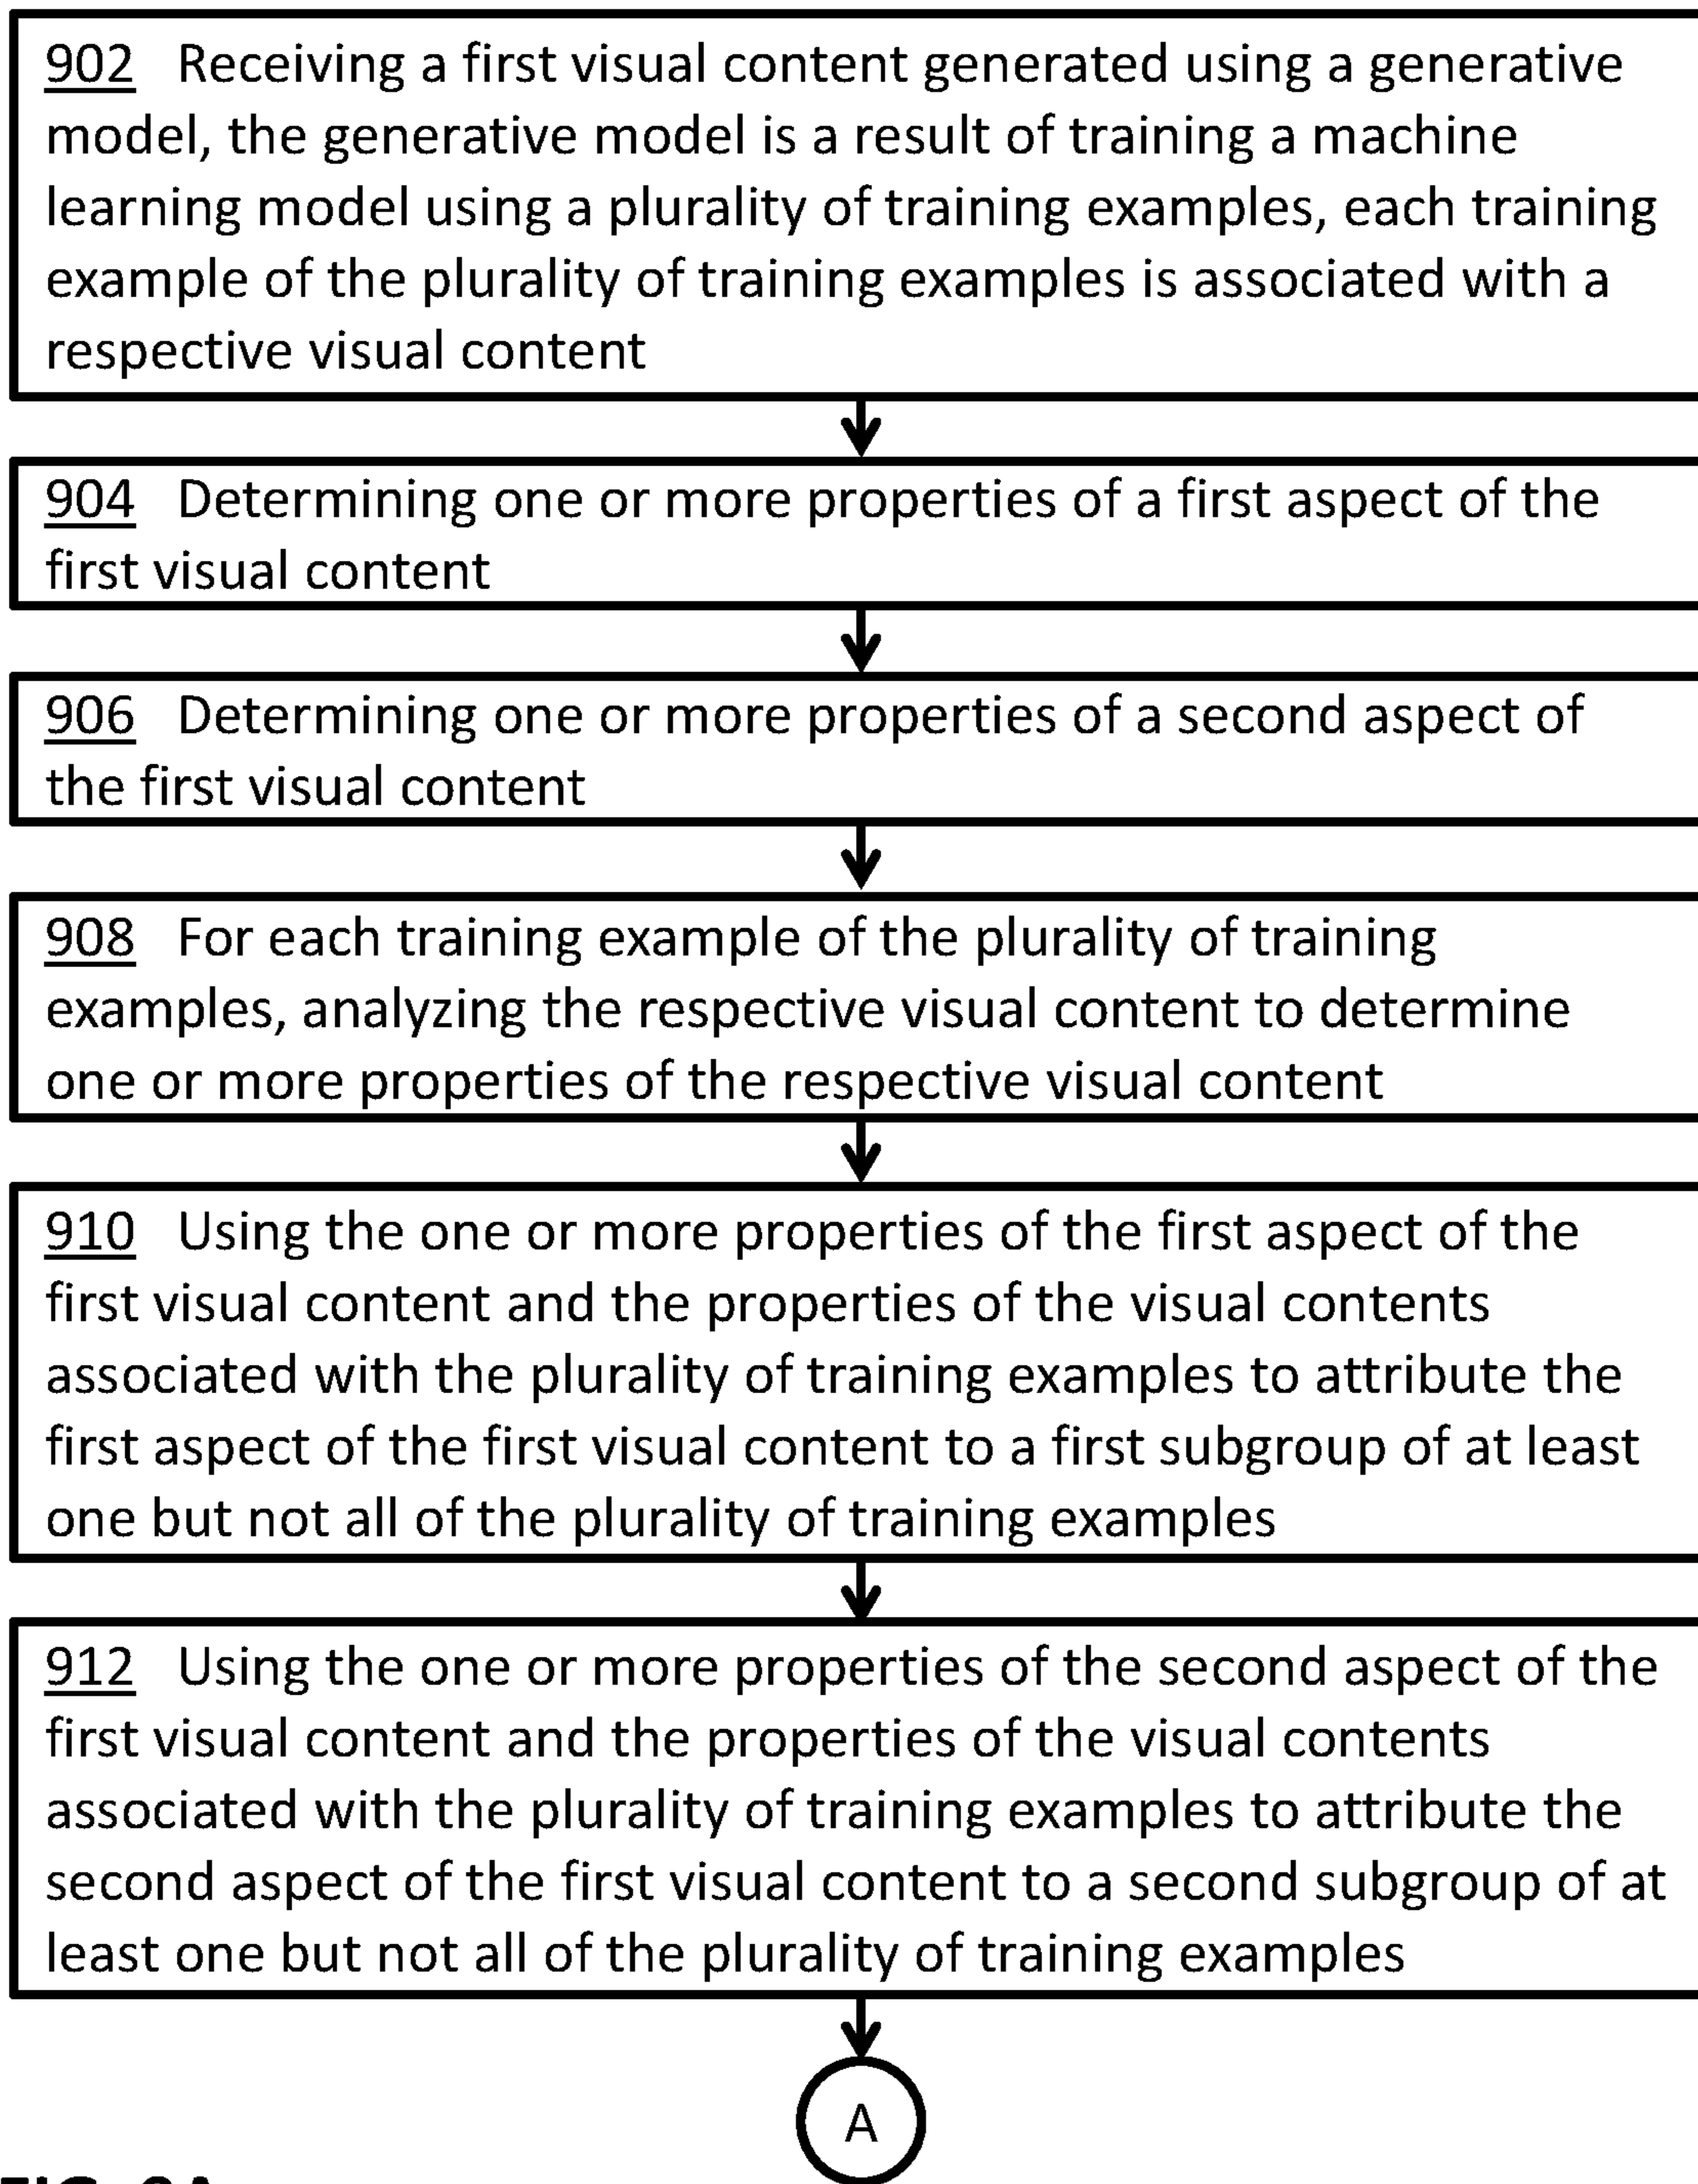 902 Receiving a first visual content generated using a generative
model, the generative model is a result of training a machine
learning model using a plurality of training examples, each training
example of the plurality of training examples is associated with a
respective visual content
904 Determining one or more properties of a first aspect of the
first visual content
906 Determining one or more properties of a second aspect of
the first visual content
908 For each training example of the plurality of training
examples, analyzing the respective visual content to determine
one or more properties of the respective visual content
910 Using the one or more properties of the first aspect of the
first visual content and the properties of the visual contents
associated with the plurality of training examples to attribute the
first aspect of the first visual content to a first subgroup of at least
one but not all of the plurality of training examples
912 Using the one or more properties of the second aspect of the
first visual content and the properties of the visual contents
associated with the plurality of training examples to attribute the
second aspect of the first visual content to a second subgroup of at
least one but not all of the plurality of training examples
A